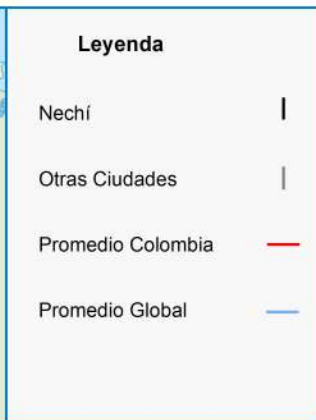 Leyenda
Nechí
Otras Ciudades
Promedio Colombia
Promedio Global